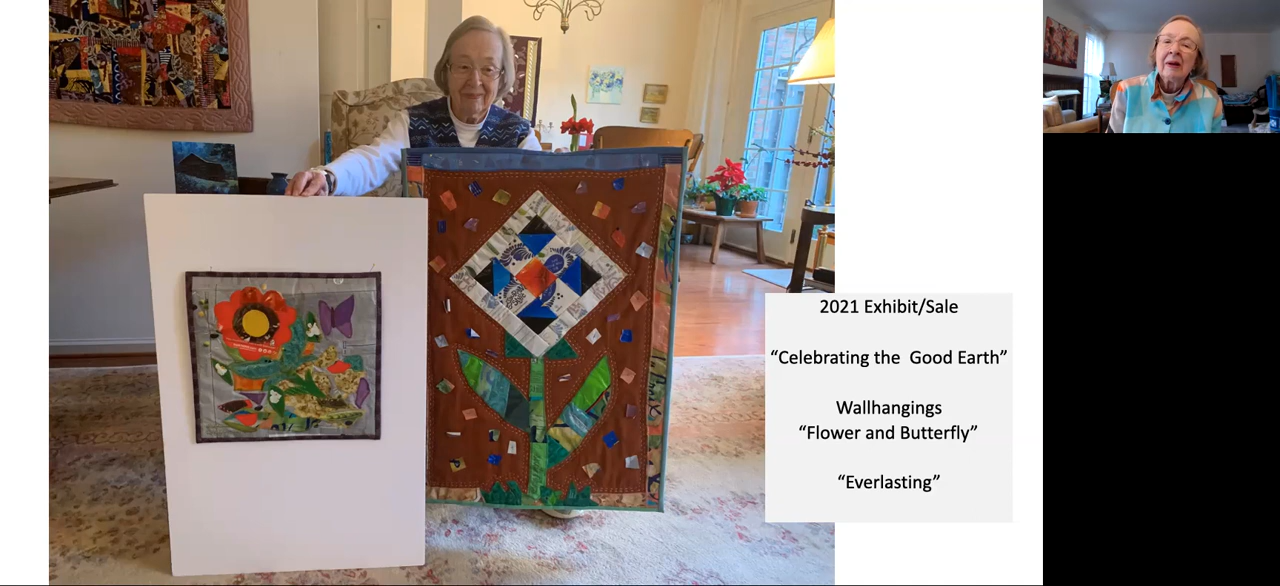 2021 Exhibit/Sale
“Celebrating the Good Earth”
Wallhangings
“Flower and Butterfly”
“Everlasting”